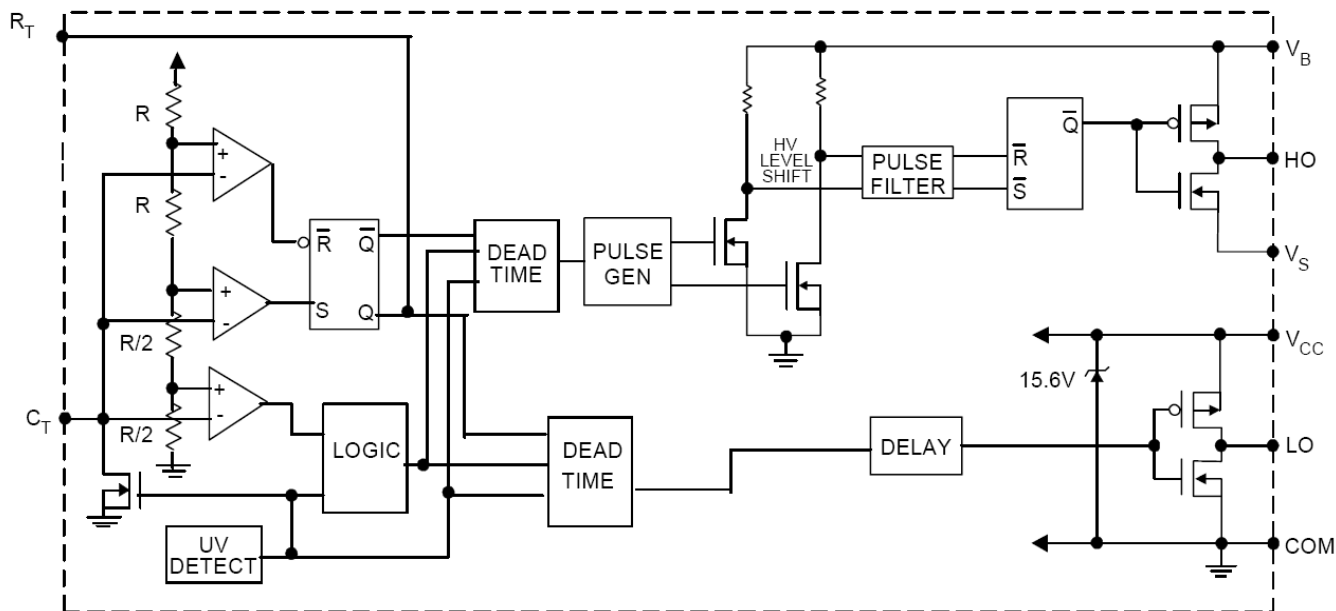 R_T
V_B
R
HV
LEVEL
SHIFT
PULSE
FILTER
R̅
S̅
Q̅
HO
V_S
+
-
R
R̅ Q̅
S Q
DEAD
TIME
PULSE
GEN
+
-
R/2
V_CC
15.6V
C_T
+
-
R/2
LOGIC
DEAD
TIME
DELAY
LO
UV
DETECT
COM